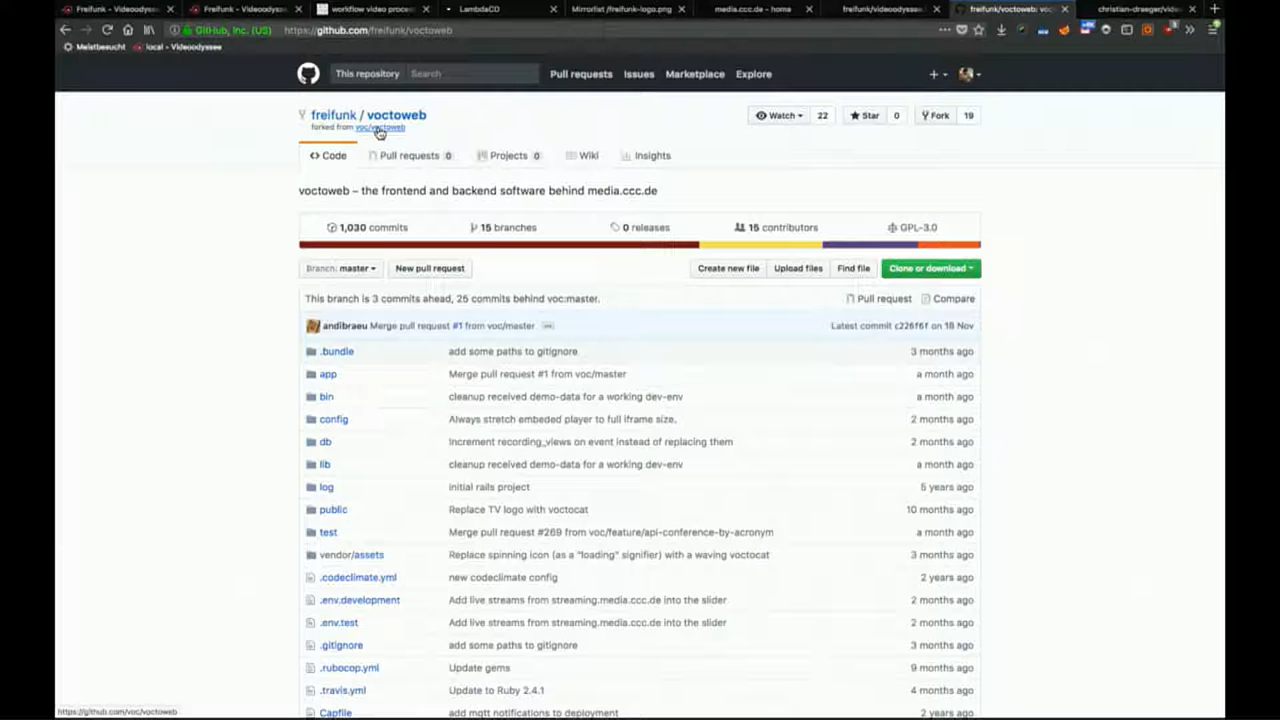 Freifunk - Videoodyss
Freifunk - Videoodyss
workflow video proces
LambdaCD
Mirrorlist /freifunk-logo.png
media.ccc.de - home
freifunk/videoodyssee
freifunk/voctoweb: voc
christian-draeger/vide
GitHub, Inc. (US)
https://github.com/freifunk/voctoweb
Meistbesucht
local - Videoodyssee
This repository
Search
Pull requests
Issues
Marketplace
Explore
freifunk / voctoweb
Watch
22
Star
0
Fork
19
forked from voc/voctoweb
Code
Pull requests 0
Projects 0
Wiki
Insights
voctoweb – the frontend and backend software behind media.ccc.de
1,030 commits
15 branches
0 releases
15 contributors
GPL-3.0
Branch: master
New pull request
Create new file
Upload files
Find file
Clone or download
This branch is 3 commits ahead, 25 commits behind voc:master.
Pull request
Compare
andibraeu Merge pull request #1 from voc/master
Latest commit c226f6f on 18 Nov
.bundle add some paths to gitignore 3 months ago
app Merge pull request #1 from voc/master a month ago
bin cleanup received demo-data for a working dev-env a month ago
config Always stretch embeded player to full iframe size. 2 months ago
db Increment recording_views on event instead of replacing them 2 months ago
lib cleanup received demo-data for a working dev-env a month ago
log initial rails project 5 years ago
public Replace TV logo with voctocat 10 months ago
test Merge pull request #269 from voc/feature/api-conference-by-acronym a month ago
vendor/assets Replace spinning icon (as a "loading" signifier) with a waving voctocat 3 months ago
.codeclimate.yml new codeclimate config 2 years ago
.env.development Add live streams from streaming.media.ccc.de into the slider 2 months ago
.env.test Add live streams from streaming.media.ccc.de into the slider 2 months ago
.gitignore add some paths to gitignore 3 months ago
.rubocop.yml Update gems 9 months ago
.travis.yml Update to Ruby 2.4.1 4 months ago
Capfile add mqtt notifications to deployment 2 years ago
https://github.com/voc/voctoweb